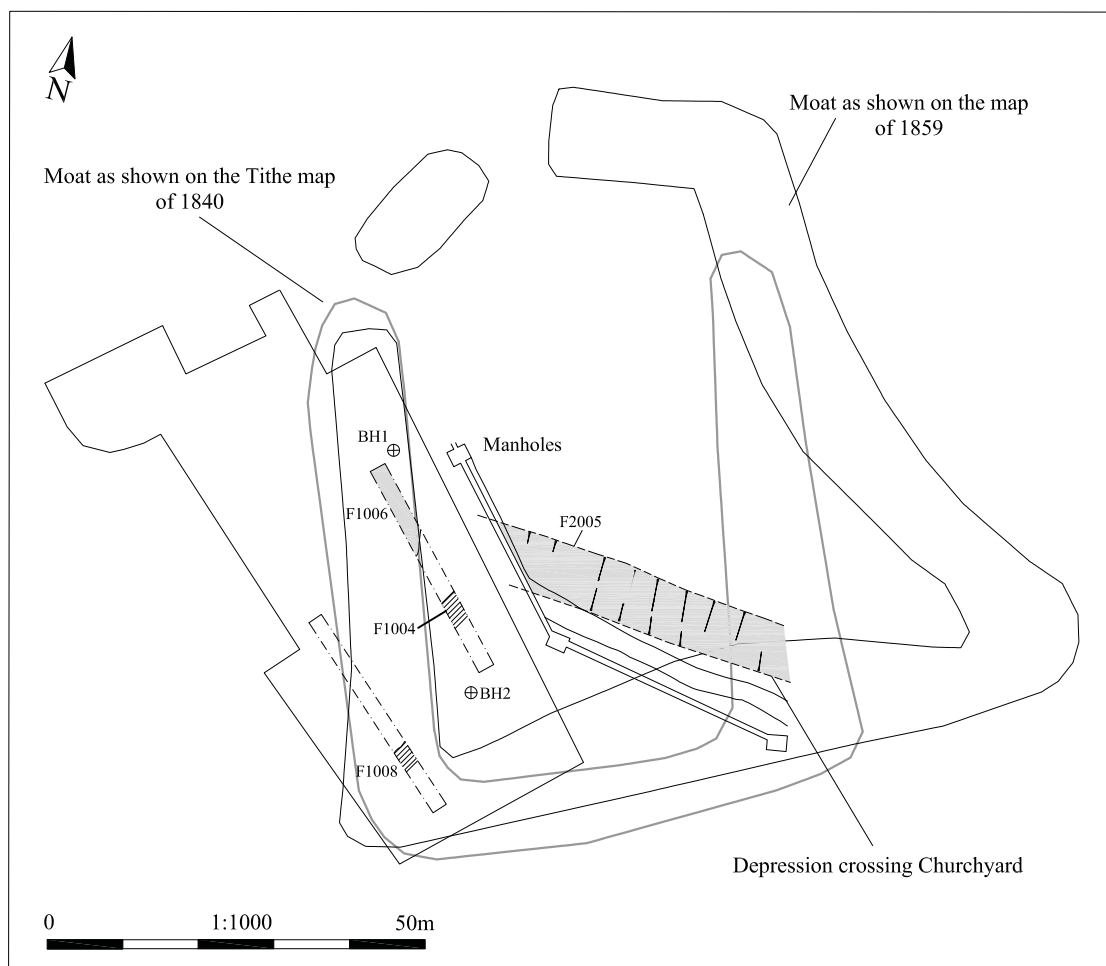 N
Moat as shown on the map
of 1859
Moat as shown on the Tithe map
of 1840
BH1
Manholes
F1006
F2005
F1004
BH2
F1008
Depression crossing Churchyard
0 1:1000 50m